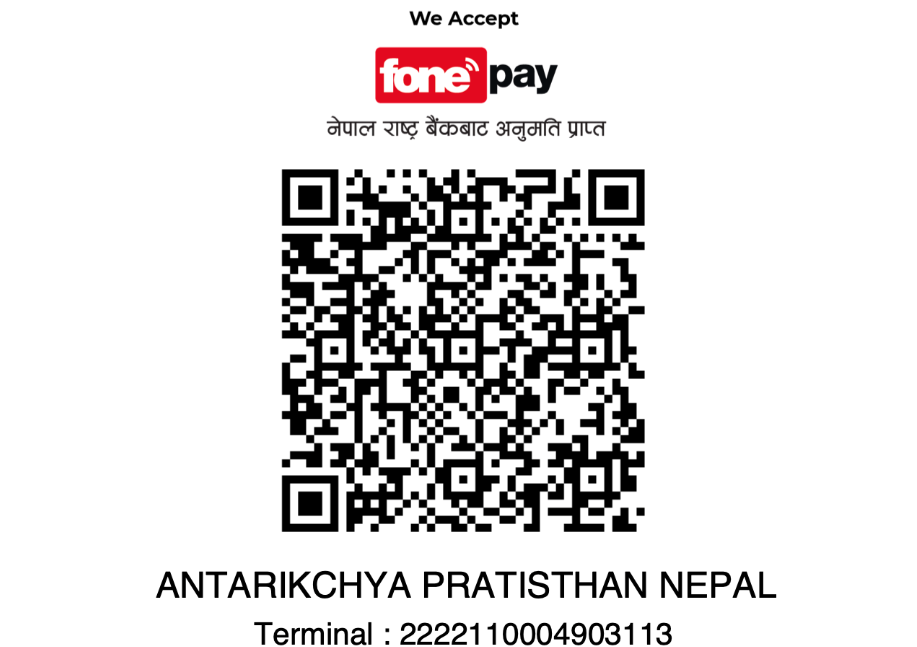 We Accept
fonepay
नेपाल राष्ट्र बैंकबाट अनुमति प्राप्त
ANTARIKCHYA PRATISTHAN NEPAL
Terminal : 2222110004903113